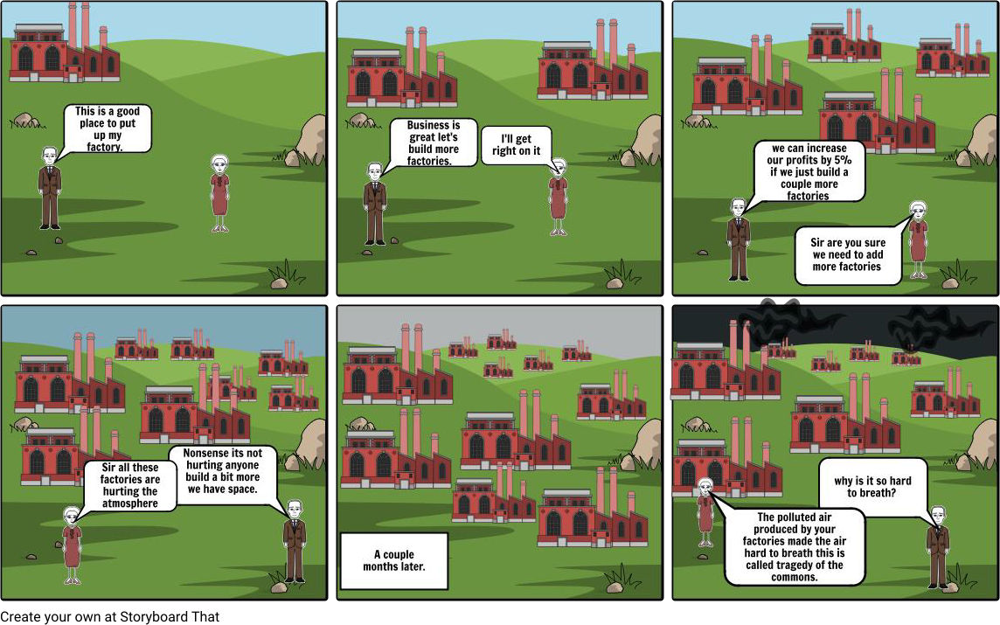 This is a good
place to put
up my
factory.
Business is
great let's
build more
factories.
I'll get
right on it
we can increase
our profits by 5%
if we just build a
couple more
factories
Sir are you sure
we need to add
more factories
Sir all these
factories are
hurting the
atmosphere
Nonsense its not
hurting anyone
build a bit more
we have space.
A couple
months later.
why is it so hard
to breath?
The polluted air
produced by your
factories made the air
hard to breath this is
called tragedy of the
commons.
Create your own at Storyboard That